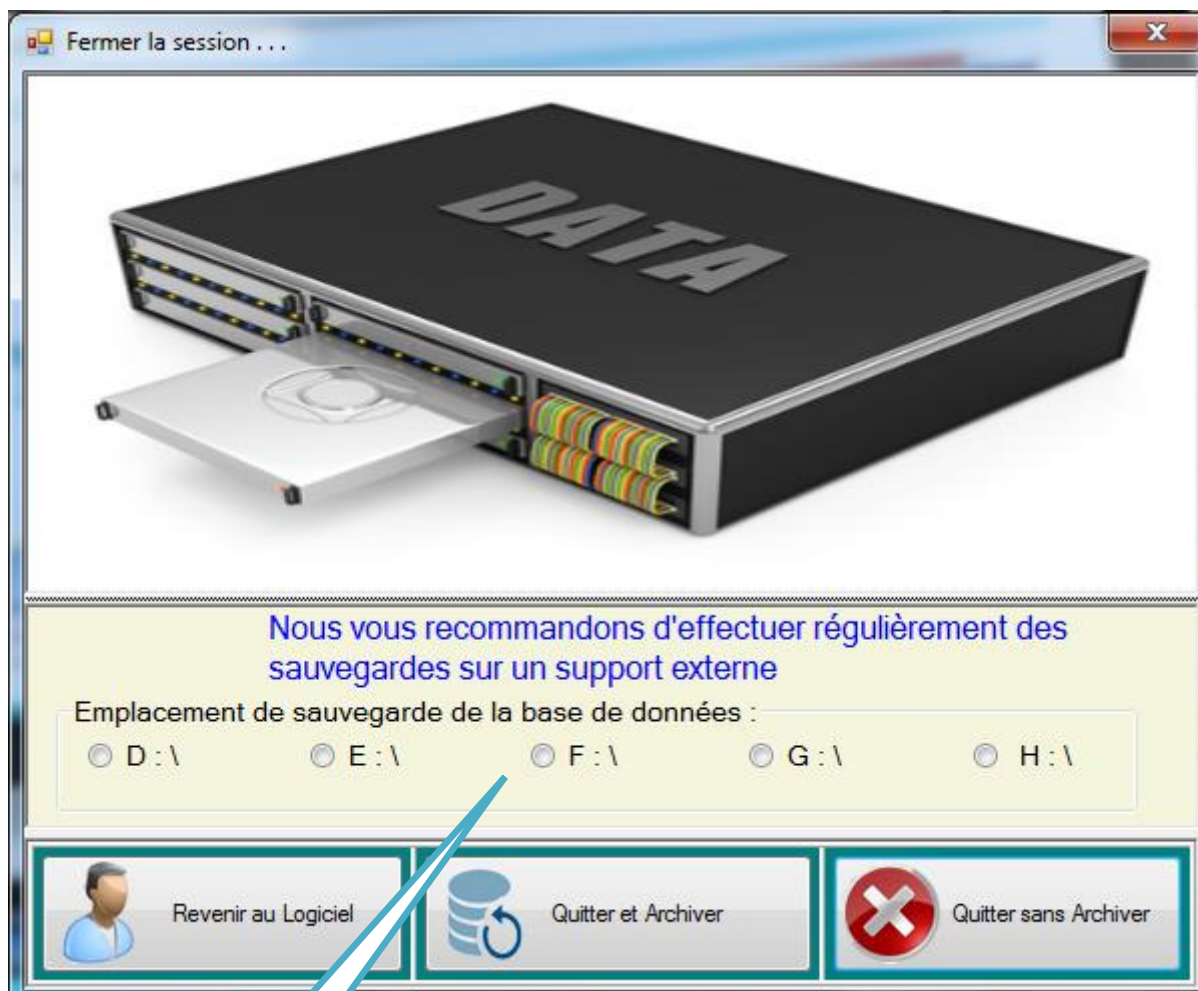 Fermer la session . . .
DATA
Nous vous recommandons d'effectuer régulièrement des
sauvegardes sur un support externe
Emplacement de sauvegarde de la base de données :
D : \ E : \ F : \ G : \ H : \
Revenir au Logiciel Quitter et Archiver Quitter sans Archiver